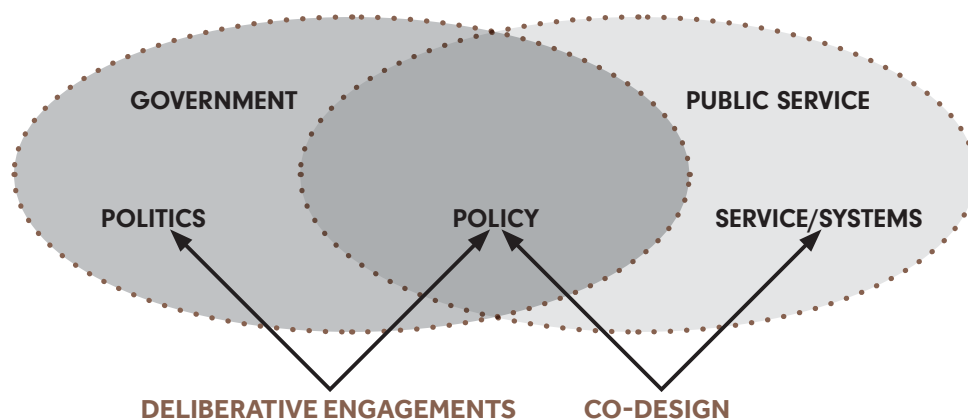 GOVERNMENT PUBLIC SERVICE
POLITICS POLICY SERVICE/SYSTEMS
DELIBERATIVE ENGAGEMENTS CO-DESIGN